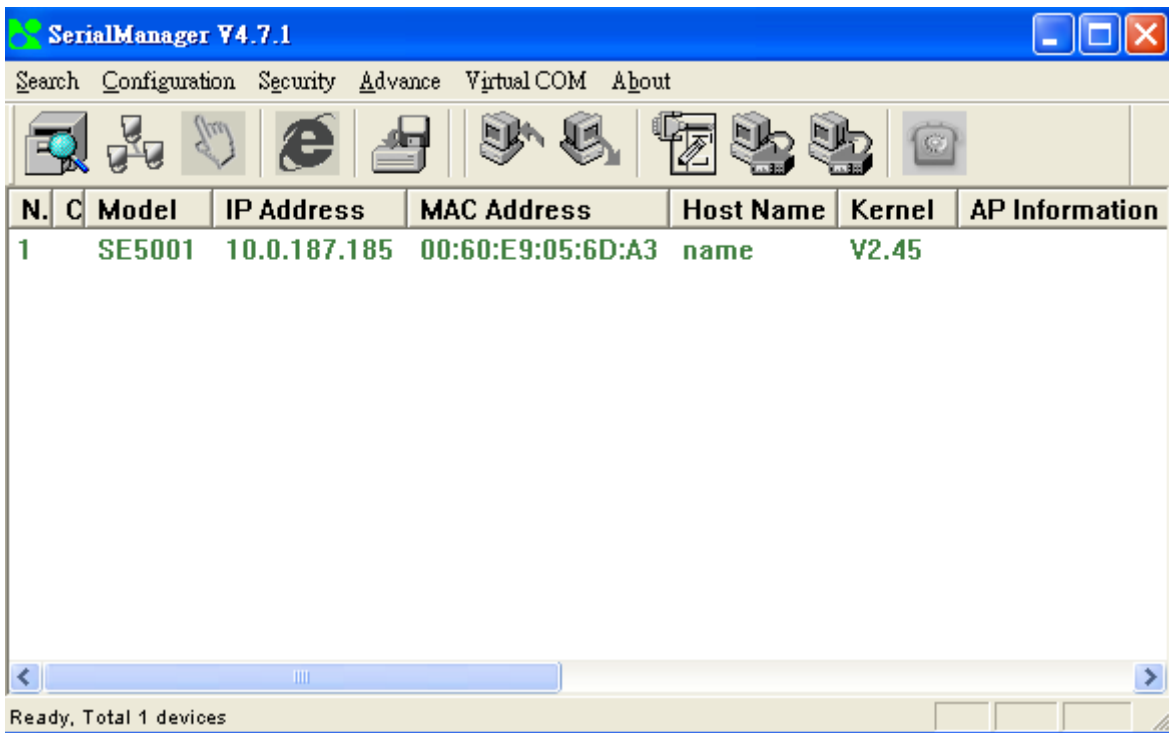 SerialManager V4.7.1
Search Configuration Security Advance Virtual COM About
N. C Model IP Address MAC Address Host Name Kernel AP Information
1 SE5001 10.0.187.185 00:60:E9:05:6D:A3 name V2.45
Ready, Total 1 devices